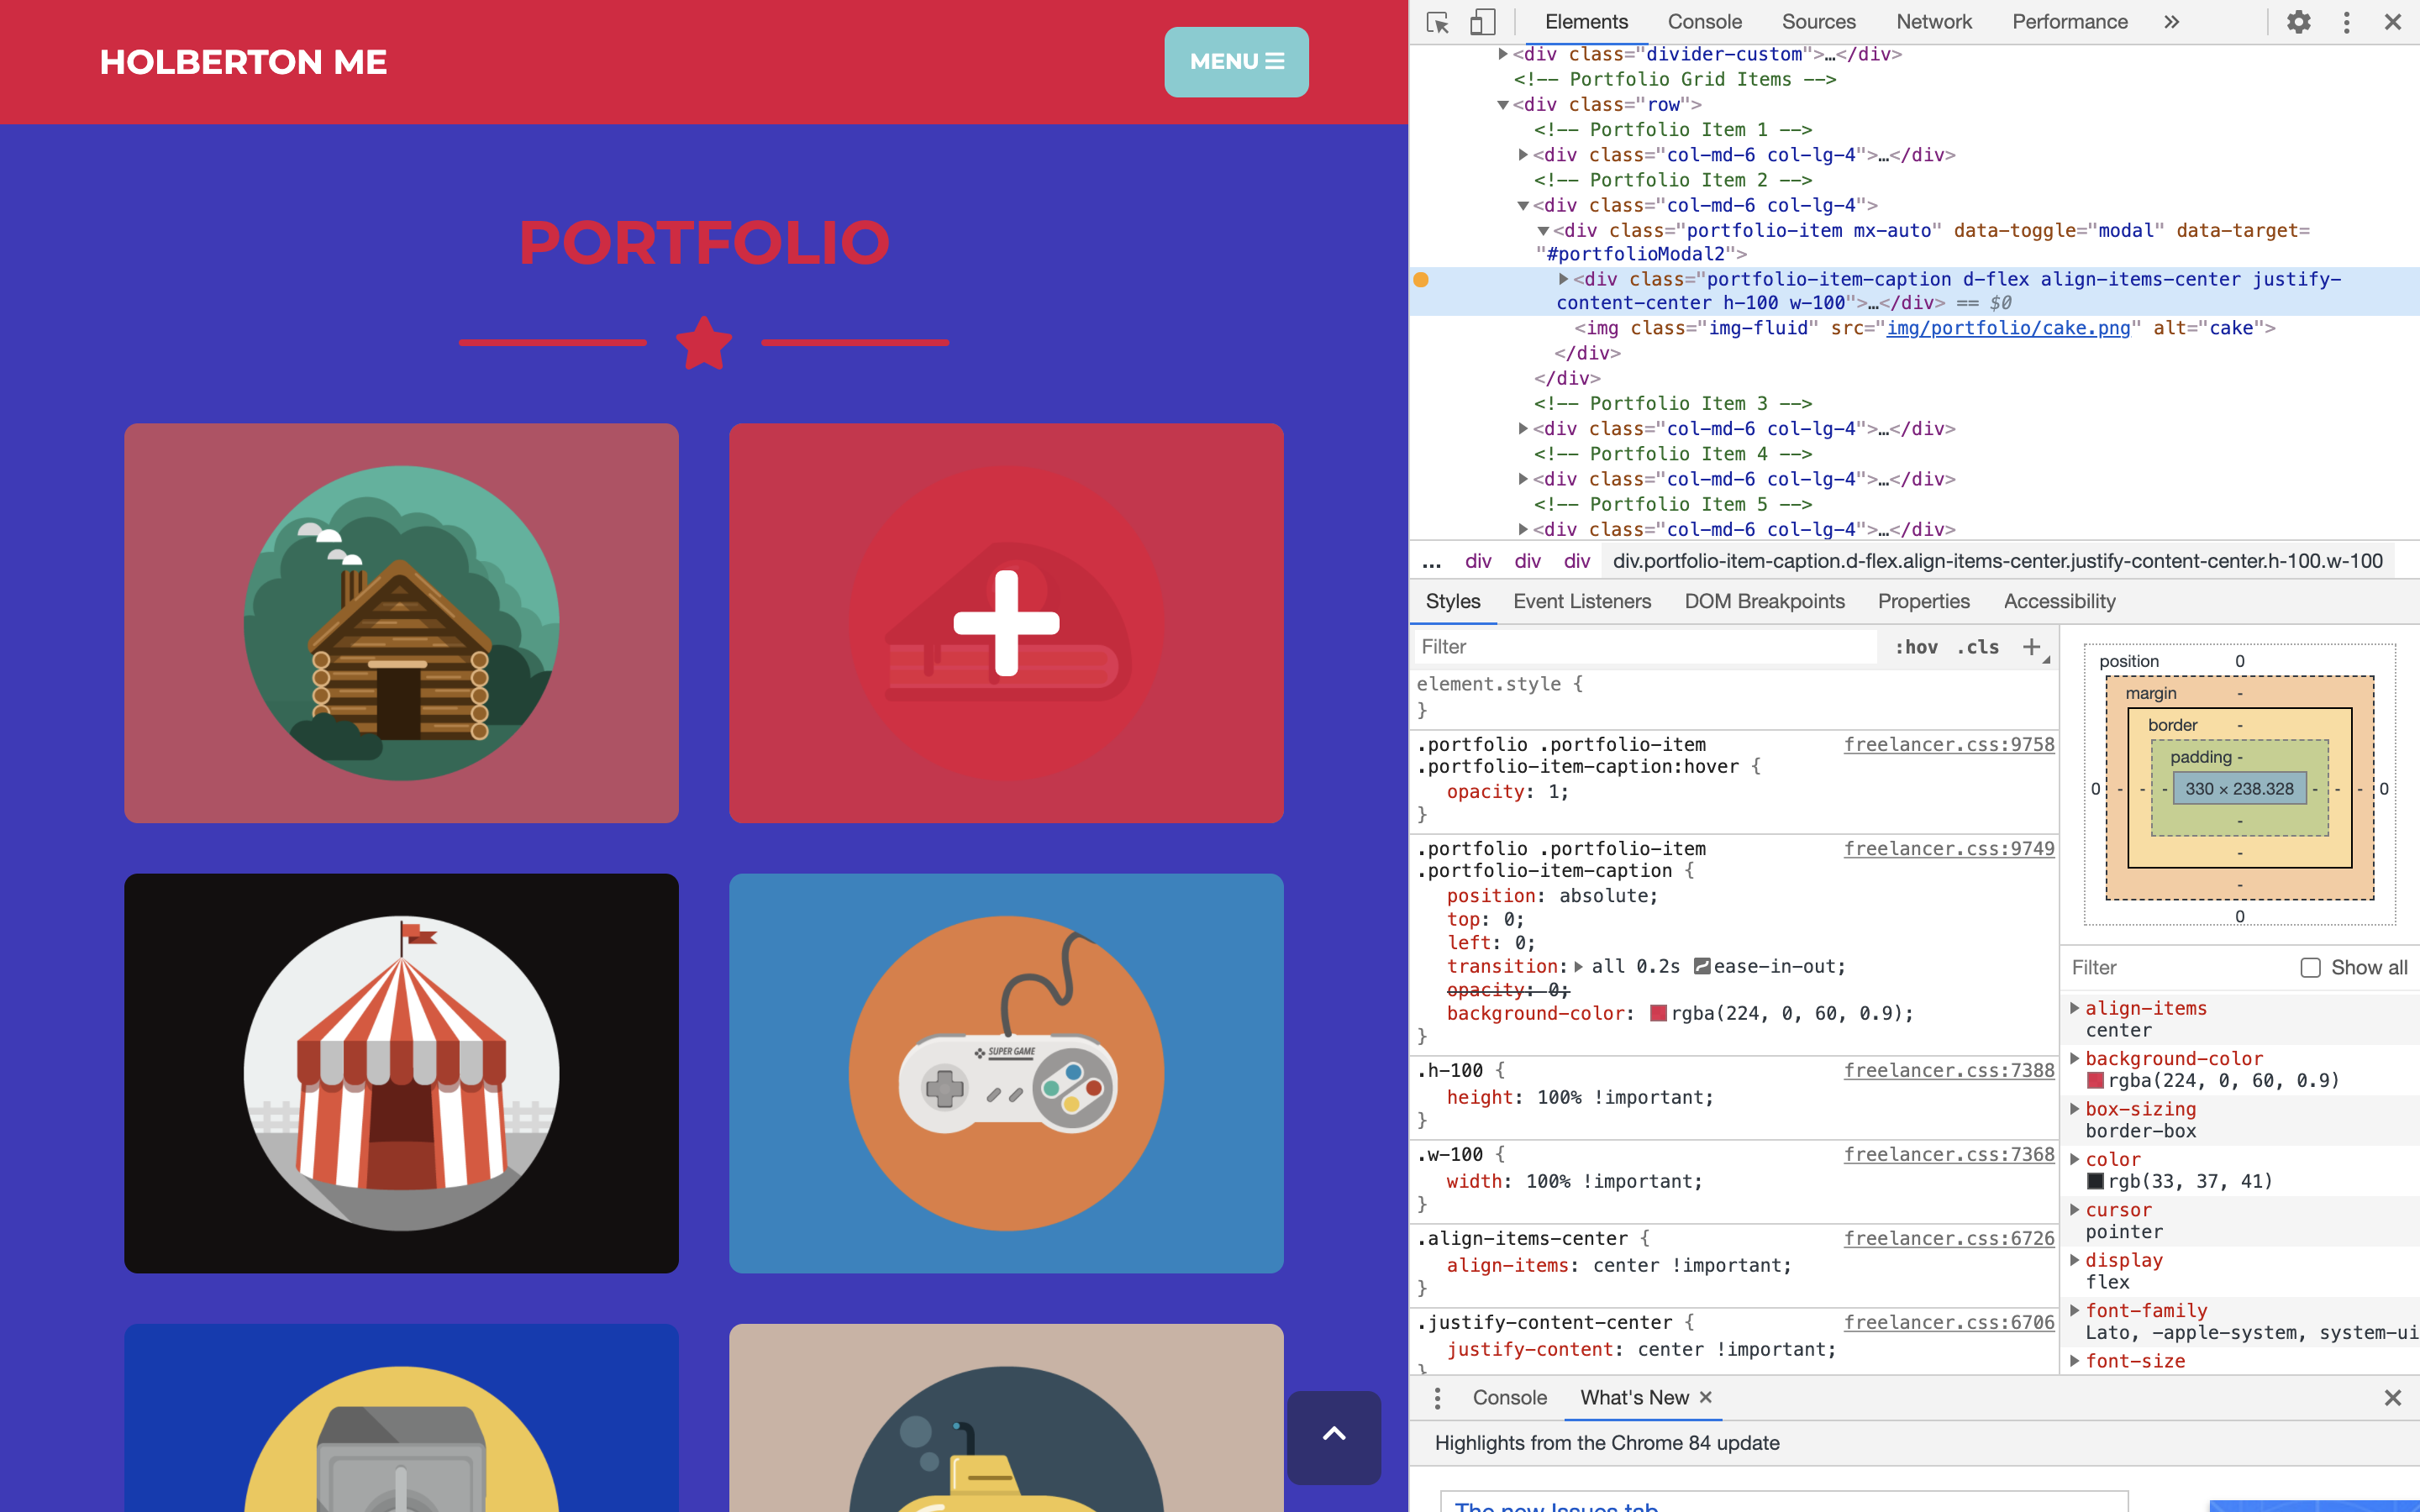 HOLBERTON ME
MENU
PORTFOLIO
SUPER GAME
Elements Console Sources Network Performance »
<div class="divider-custom">…</div>
<!-- Portfolio Grid Items -->
<div class="row">
<!-- Portfolio Item 1 -->
<div class="col-md-6 col-lg-4">…</div>
<!-- Portfolio Item 2 -->
<div class="col-md-6 col-lg-4">
<div class="portfolio-item mx-auto" data-toggle="modal" data-target=
"#portfolioModal2">
<div class="portfolio-item-caption d-flex align-items-center justify-
content-center h-100 w-100">…</div> == $0
<img class="img-fluid" src="img/portfolio/cake.png" alt="cake">
</div>
</div>
<!-- Portfolio Item 3 -->
<div class="col-md-6 col-lg-4">…</div>
<!-- Portfolio Item 4 -->
<div class="col-md-6 col-lg-4">…</div>
<!-- Portfolio Item 5 -->
<div class="col-md-6 col-lg-4">…</div>
... div div div div.portfolio-item-caption.d-flex.align-items-center.justify-content-center.h-100.w-100
Styles Event Listeners DOM Breakpoints Properties Accessibility
Filter :hov .cls +
element.style {
}
.portfolio .portfolio-item freelancer.css:9758
.portfolio-item-caption:hover {
opacity: 1;
}
.portfolio .portfolio-item freelancer.css:9749
.portfolio-item-caption {
position: absolute;
top: 0;
left: 0;
transition: all 0.2s ease-in-out;
opacity: 0;
background-color: rgba(224, 0, 60, 0.9);
}
.h-100 { freelancer.css:7388
height: 100% !important;
}
.w-100 { freelancer.css:7368
width: 100% !important;
}
.align-items-center { freelancer.css:6726
align-items: center !important;
}
.justify-content-center { freelancer.css:6706
justify-content: center !important;
}
position 0
margin -
border -
padding -
0 - - - 330 × 238.328 - - - 0
-
-
-
0
Filter Show all
align-items
center
background-color
rgba(224, 0, 60, 0.9)
box-sizing
border-box
color
rgb(33, 37, 41)
cursor
pointer
display
flex
font-family
Lato, -apple-system, system-ui
font-size
Console What's New ×
Highlights from the Chrome 84 update
The new Issues tab